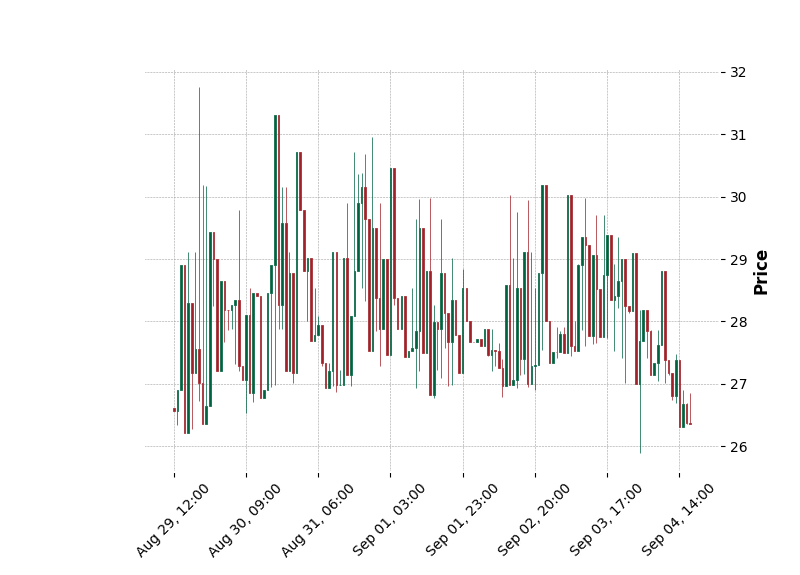 32
31
30
29
28
27
26
Price
Aug 29, 12:00
Aug 30, 09:00
Aug 31, 06:00
Sep 01, 03:00
Sep 01, 23:00
Sep 02, 20:00
Sep 03, 17:00
Sep 04, 14:00